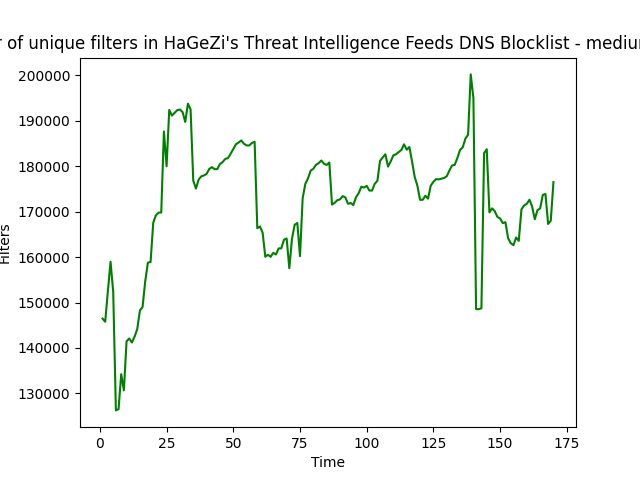 r of unique filters in HaGeZi's Threat Intelligence Feeds DNS Blocklist - mediu
200000
190000
180000
170000
160000
150000
140000
130000
Filters
0 25 50 75 100 125 150 175
Time